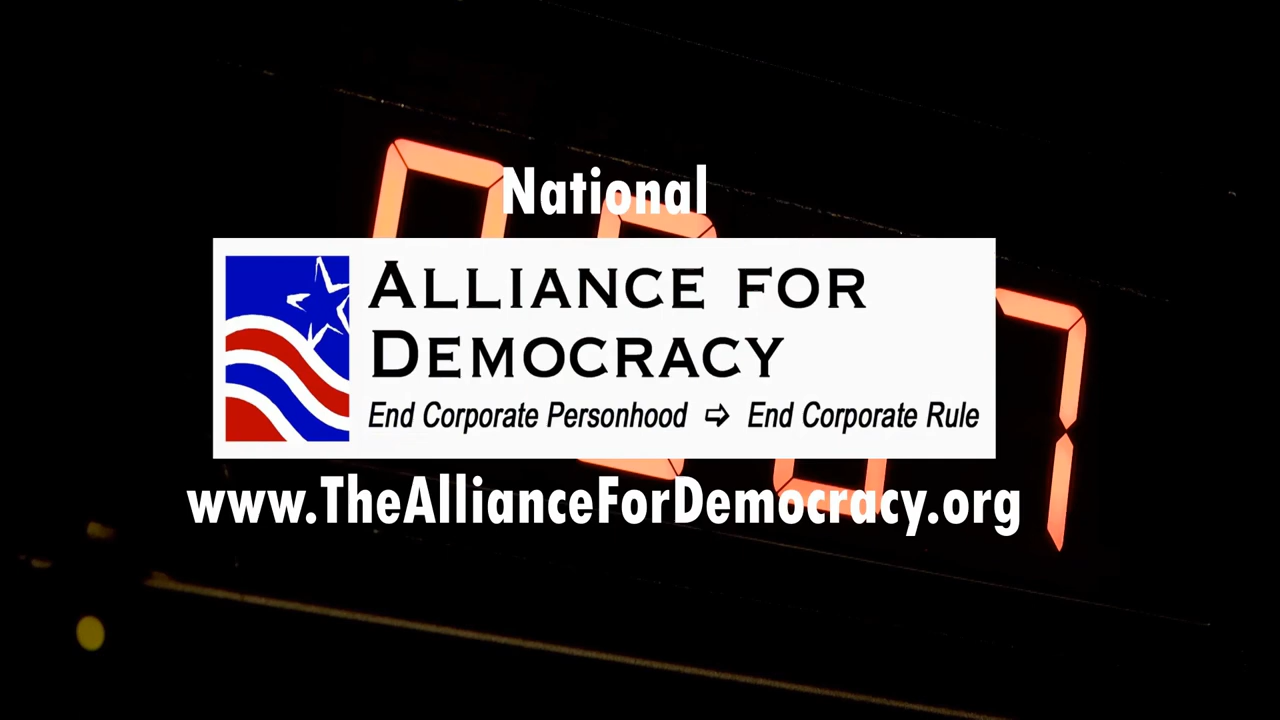 National
ALLIANCE FOR
DEMOCRACY
End Corporate Personhood ⇨ End Corporate Rule
www.TheAllianceForDemocracy.org